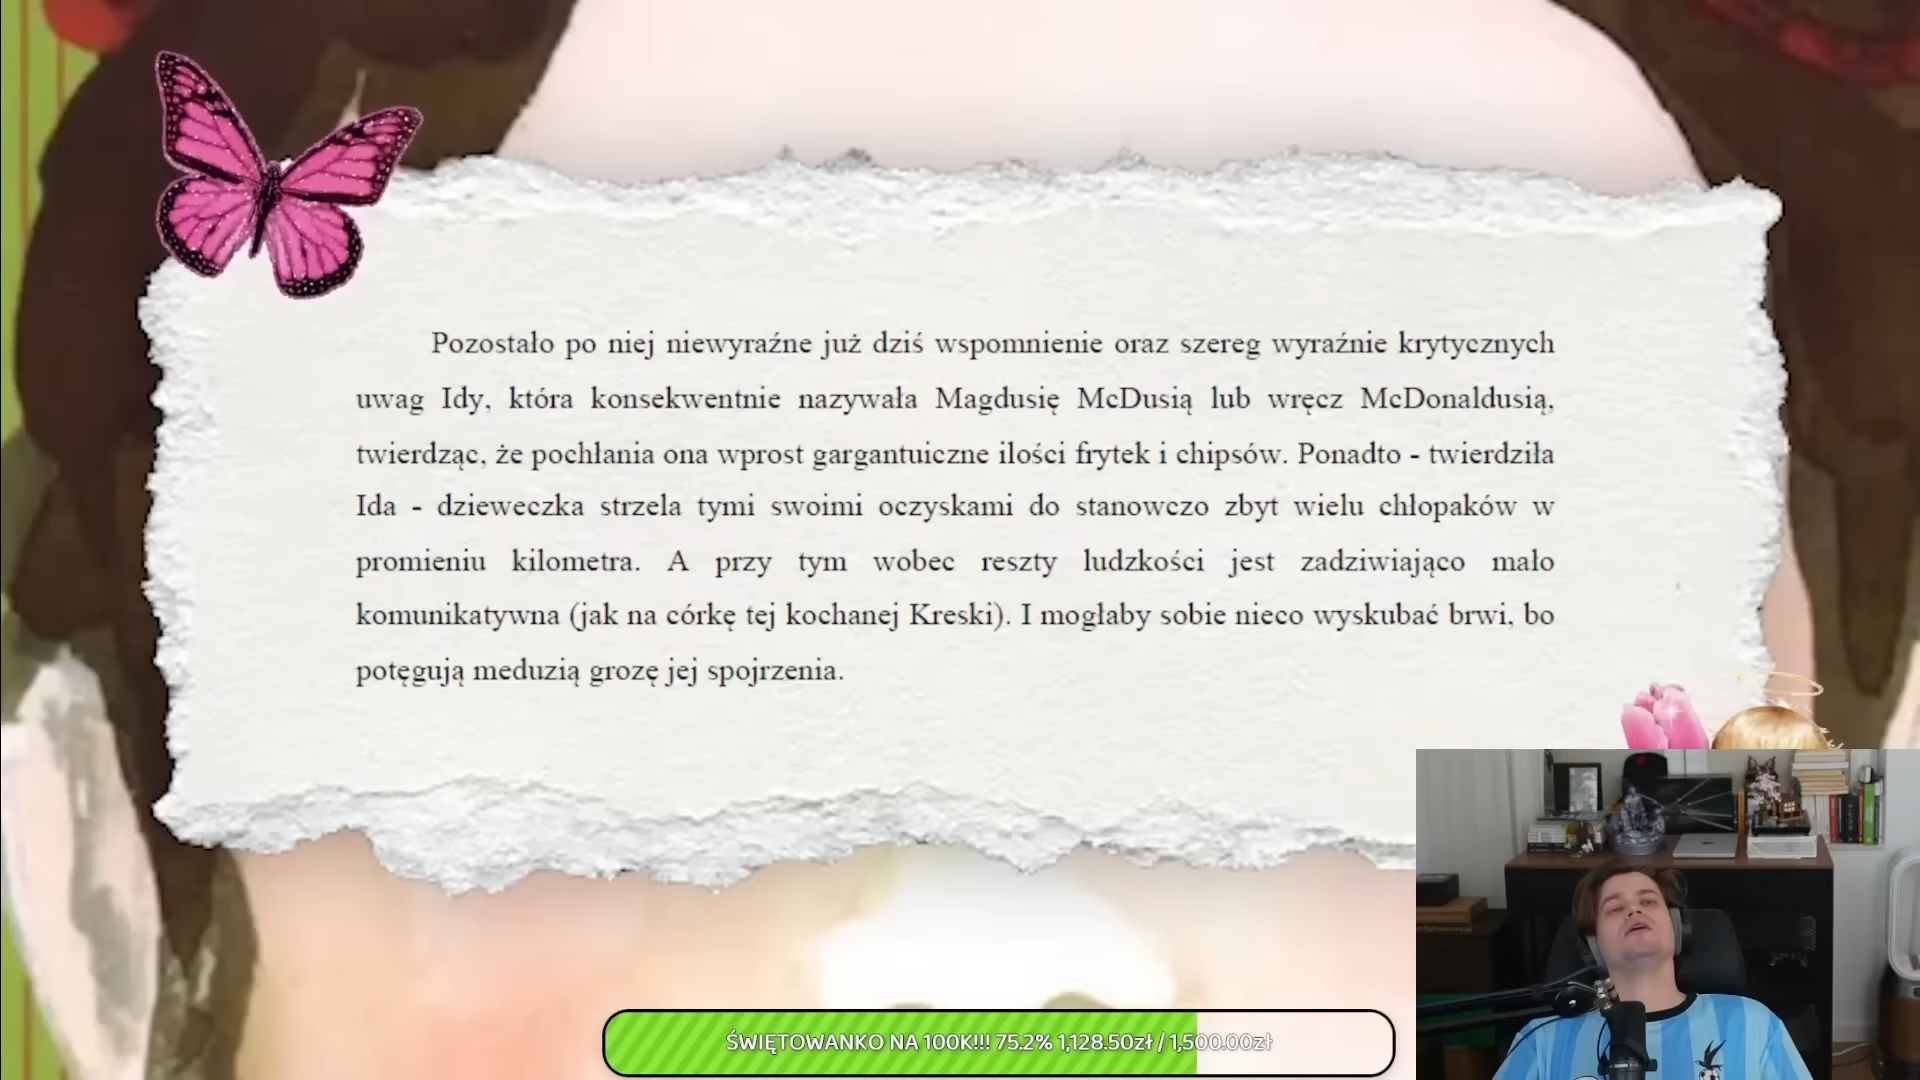 Pozostało po niej niewyraźne już dziś wspomnienie oraz szereg wyraźnie krytycznych
uwag Idy, która konsekwentnie nazywała Magdusię McDusią lub wręcz McDonaldusią,
twierdząc, że pochłania ona wprost gargantuiczne ilości frytek i chipsów. Ponadto - twierdziła
Ida - dzieweczka strzela tymi swoimi oczyskami do stanowczo zbyt wielu chłopaków w
promieniu kilometra. A przy tym wobec reszty ludzkości jest zadziwiająco mało
komunikatywna (jak na córkę tej kochanej Kreski). I mogłaby sobie nieco wyskubać brwi, bo
potęgują meduzią grozę jej spojrzenia.
ŚWIĘTOWANKO NA 100K!!! 75.2% 1,128.50zł / 1,500.00zł